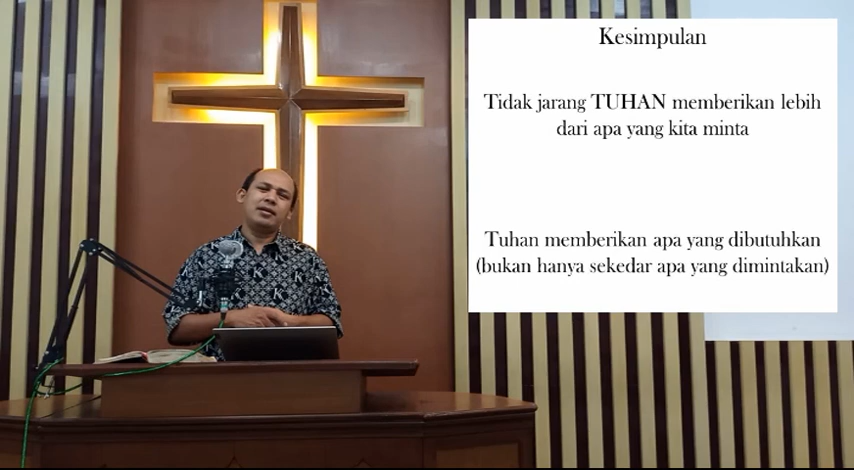 Kesimpulan
Tidak jarang TUHAN memberikan lebih
dari apa yang kita minta
Tuhan memberikan apa yang dibutuhkan
(bukan hanya sekedar apa yang dimintakan)